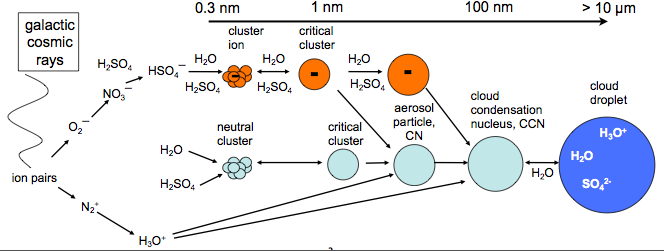 galactic
cosmic
rays
0.3 nm
1 nm
100 nm
> 10 µm
cluster
ion
critical
cluster
H₂SO₄
HSO₄⁻
H₂O
H₂SO₄
H₂O
H₂SO₄
H₂O
H₂SO₄
NO₃⁻
O₂⁻
ion pairs
N₂⁺
H₃O⁺
H₂O
H₂SO₄
neutral
cluster
critical
cluster
aerosol
particle,
CN
cloud
condensation
nucleus, CCN
H₂O
cloud
droplet
H₃O⁺
H₂O
SO₄²⁻